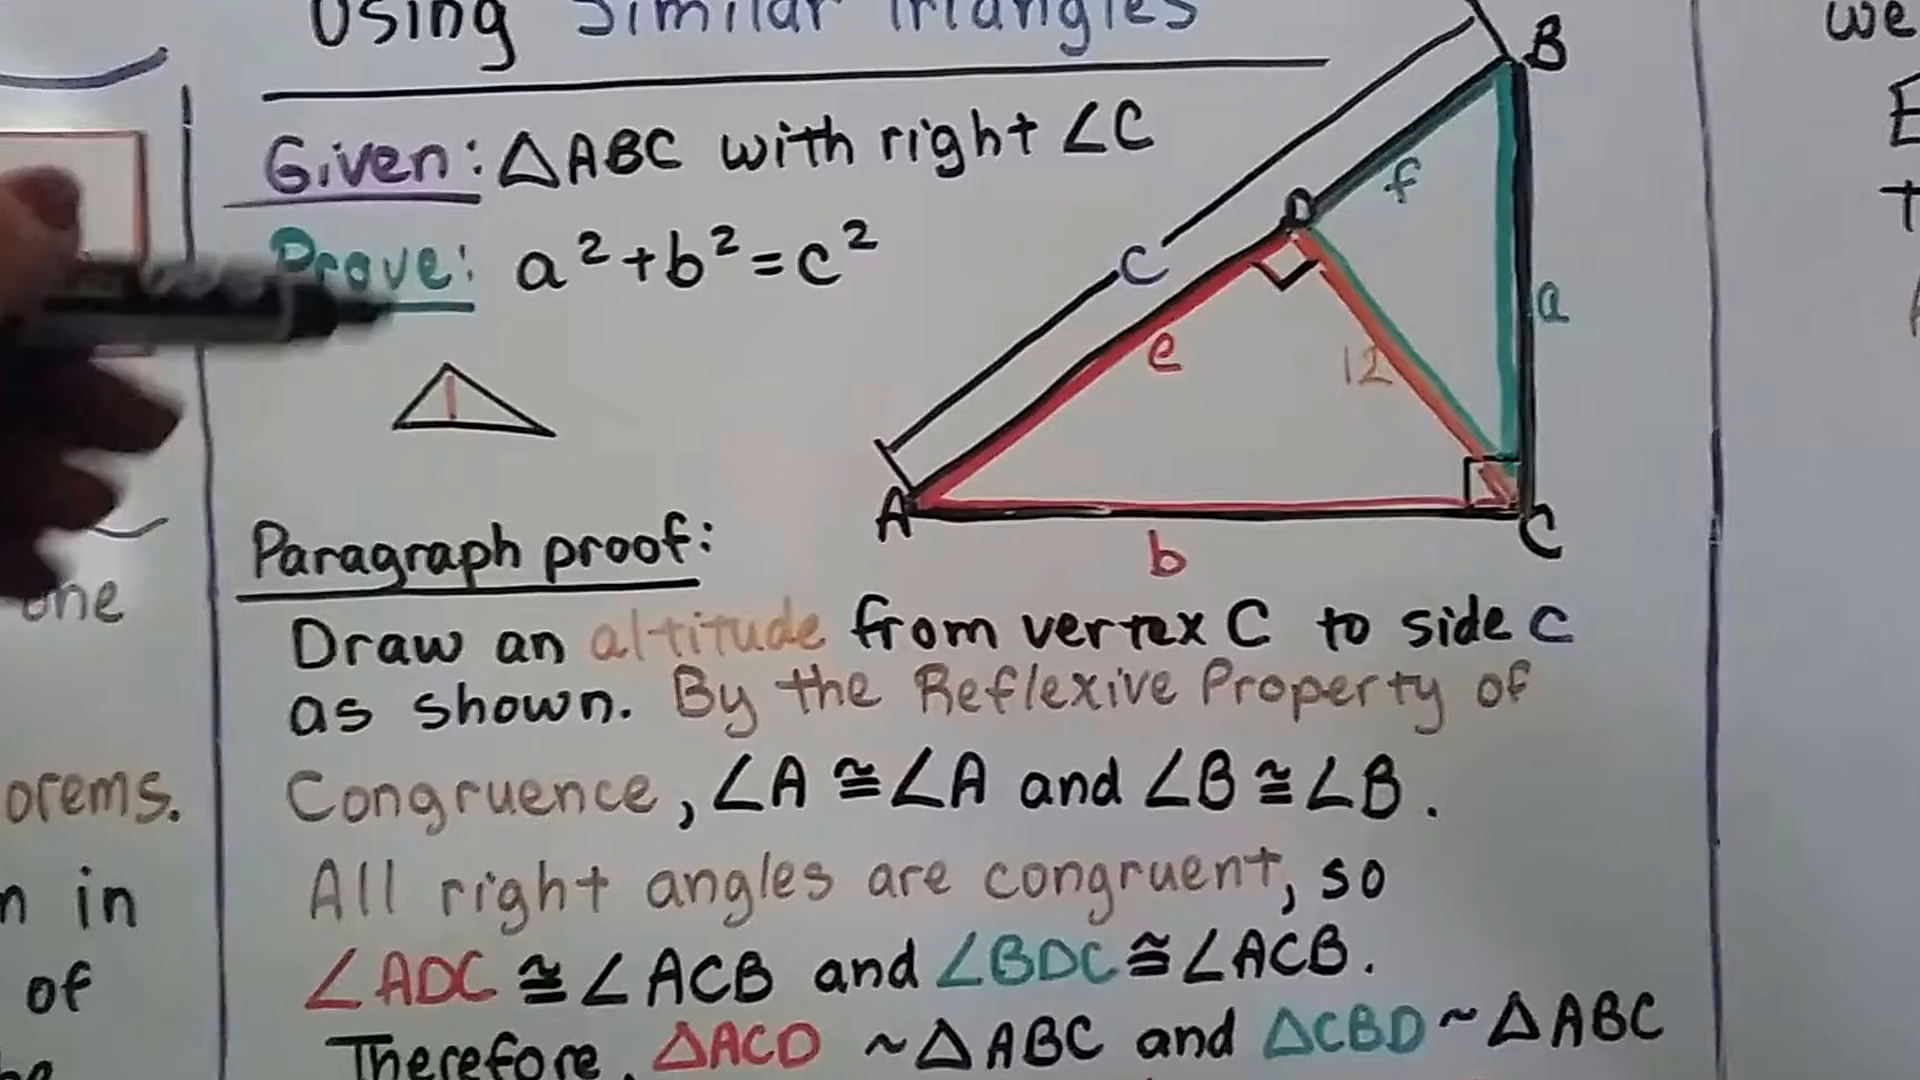 Using Similar Triangles
Given: △ABC with right ∠C
Prove: a²+b²=c²
B
D
f
C
a
e
12
A
C
b
Paragraph proof:
Draw an altitude from vertex C to side c
as shown. By the Reflexive Property of
Congruence, ∠A ≅ ∠A and ∠B ≅ ∠B.
All right angles are congruent, so
∠ADC ≅ ∠ACB and ∠BDC ≅ ∠ACB.
Therefore, △ACD ~ △ABC and △CBD ~ △ABC
one
orems.
n in
of
we